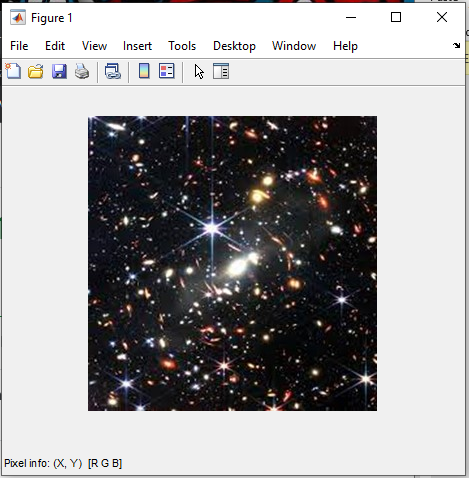 Figure 1
File Edit View Insert Tools Desktop Window Help
Pixel info: (X, Y) [R G B]